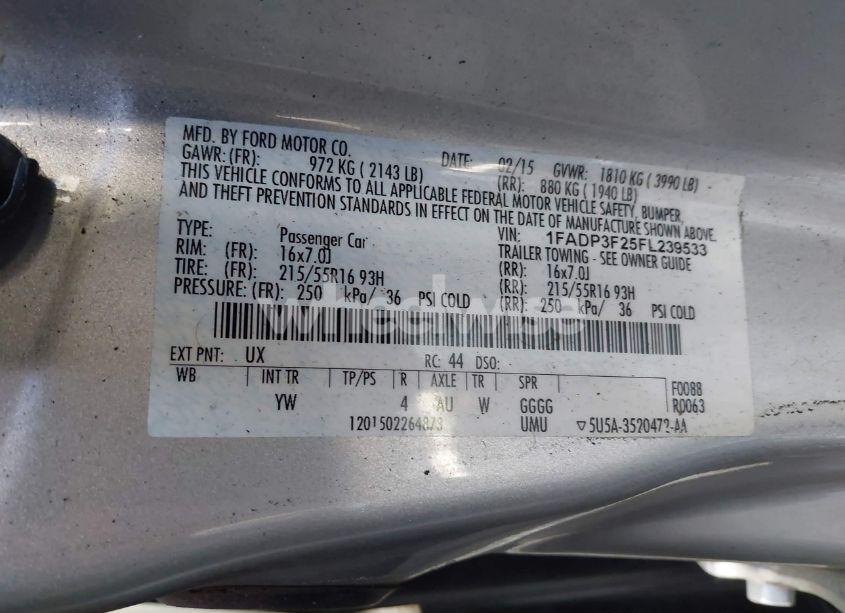 MFD. BY FORD MOTOR CO.
DATE: 02/15 GVWR: 1810 KG ( 3990 LB)
GAWR: (FR): 972 KG ( 2143 LB) (RR): 880 KG ( 1940 LB)
THIS VEHICLE CONFORMS TO ALL APPLICABLE FEDERAL MOTOR VEHICLE SAFETY, BUMPER,
AND THEFT PREVENTION STANDARDS IN EFFECT ON THE DATE OF MANUFACTURE SHOWN ABOVE.
VIN: 1FADP3F25FL239533
TYPE: Passenger Car TRAILER TOWING - SEE OWNER GUIDE
RIM: (FR): 16x7.0J (RR): 16x7.0J
TIRE: (FR): 215/55R16 93H (RR): 215/55R16 93H
PRESSURE: (FR): 250 kPa/ 36 PSI COLD (RR): 250 kPa/ 36 PSI COLD
wheelwise
EXT PNT: UX RC: 44 DSO:
WB INT TR TP/PS R AXLE TR SPR F0088
YW 4 AU W GGGG R0063
1201502264873 UMU ▽5U5A-3520472-AA